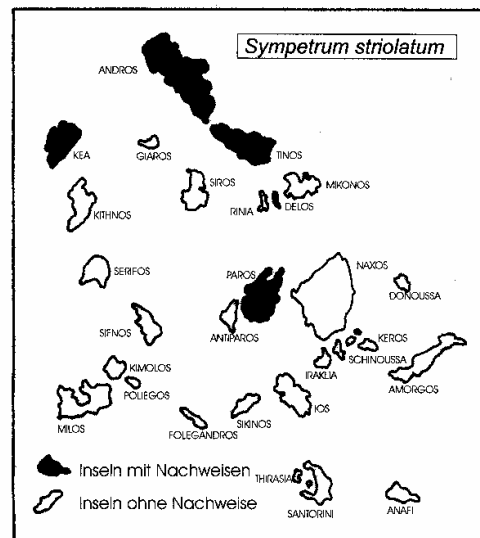 Sympetrum striolatum
ANDROS
KEA
GIAROS
TINOS
SIROS
MIKONOS
KITHNOS
RINIA
DELOS
SERIFOS
PAROS
NAXOS
DONOUSSA
SIFNOS
ANTIPAROS
KEROS
SCHINOUSSA
IRAKLIA
KIMOLOS
AMORGOS
POLIEGOS
MILOS
SIKINOS
IOS
FOLEGANDROS
Inseln mit Nachweisen
THIRASIA
Inseln ohne Nachweise
SANTORINI
ANAFI